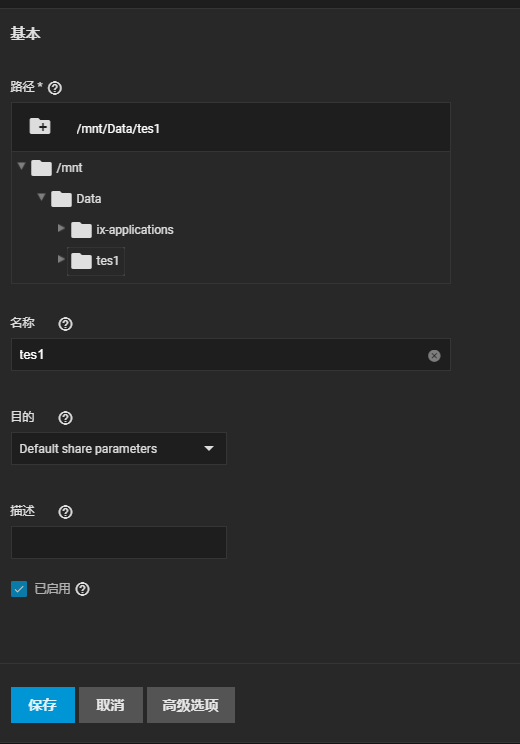 基本
路径 *
/mnt/Data/tes1
/mnt
Data
ix-applications
tes1
名称
tes1
目的
Default share parameters
描述
已启用
保存 取消 高级选项